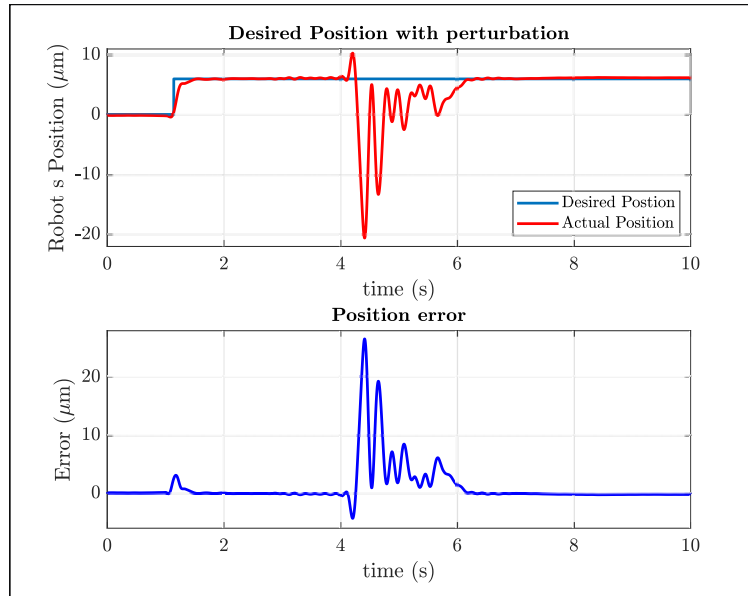 Desired Position with perturbation
Robot s Position (μm)
10
0
-10
-20
Desired Postion
Actual Position
0 2 4 6 8 10
time (s)
Position error
Error (μm)
20
10
0
0 2 4 6 8 10
time (s)